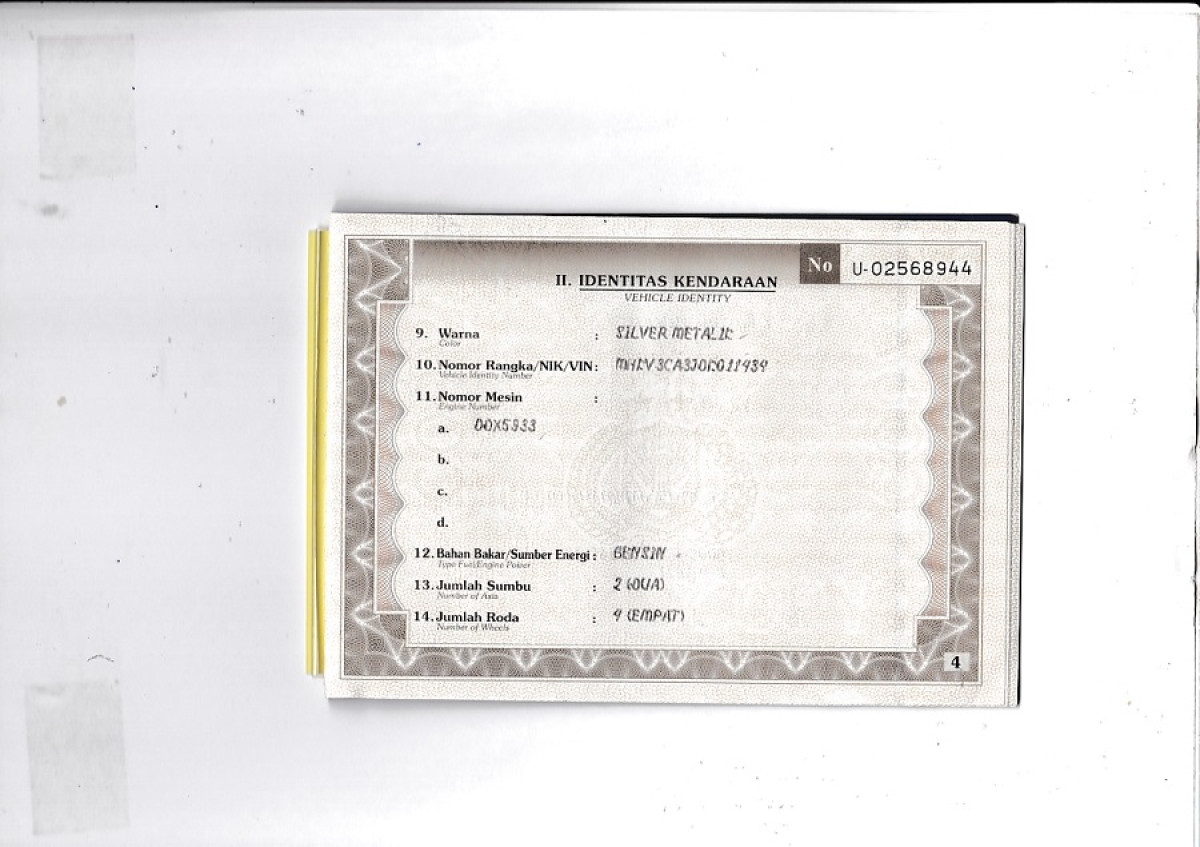 No U-02568944
II. IDENTITAS KENDARAAN
VEHICLE IDENTITY
9. Warna : SILVER METALIK
Color
10. Nomor Rangka/NIK/VIN:
Vehicle Identity Number
11. Nomor Mesin :
Engine Number
a. DOX5933
b.
c.
d.
12. Bahan Bakar/Sumber Energi : BENSIN
Type Fuel/Engine Power
13. Jumlah Sumbu : 2 (DUA)
Number of Axis
14. Jumlah Roda : 4 (EMPAT)
Number of Wheels
4